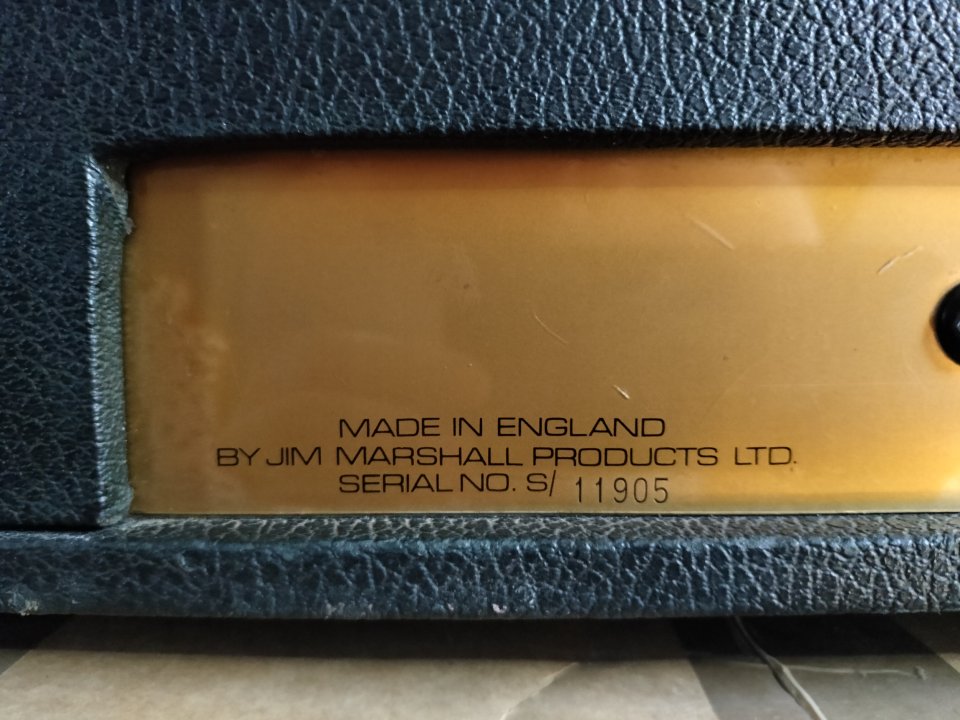 MADE IN ENGLAND
BY JIM MARSHALL PRODUCTS LTD.
SERIAL NO. S/ 11905